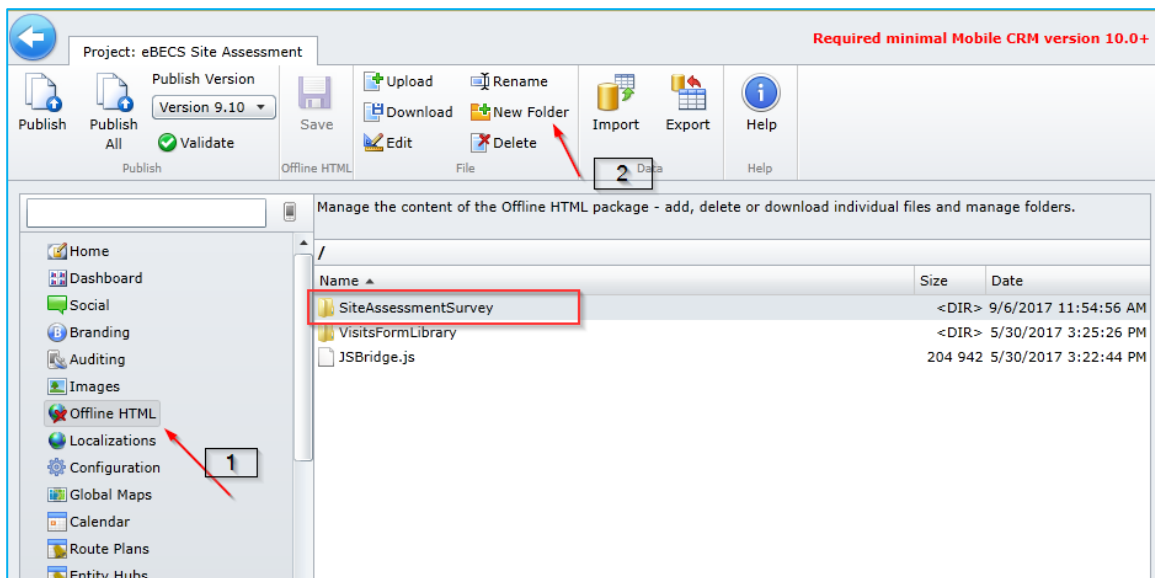 Project: eBECS Site Assessment
Required minimal Mobile CRM version 10.0+
Publish
Publish All
Publish Version
Version 9.10
Validate
Publish
Save
Offline HTML
Upload
Download
Edit
Rename
New Folder
Delete
File
Import
Export
Data
Help
Help
2
Home
Dashboard
Social
Branding
Auditing
Images
Offline HTML
Localizations
Configuration
Global Maps
Calendar
Route Plans
Entity Hubs
1
Manage the content of the Offline HTML package - add, delete or download individual files and manage folders.
/
Name Size Date
SiteAssessmentSurvey <DIR> 9/6/2017 11:54:56 AM
VisitsFormLibrary <DIR> 5/30/2017 3:25:26 PM
JSBridge.js 204 942 5/30/2017 3:22:44 PM